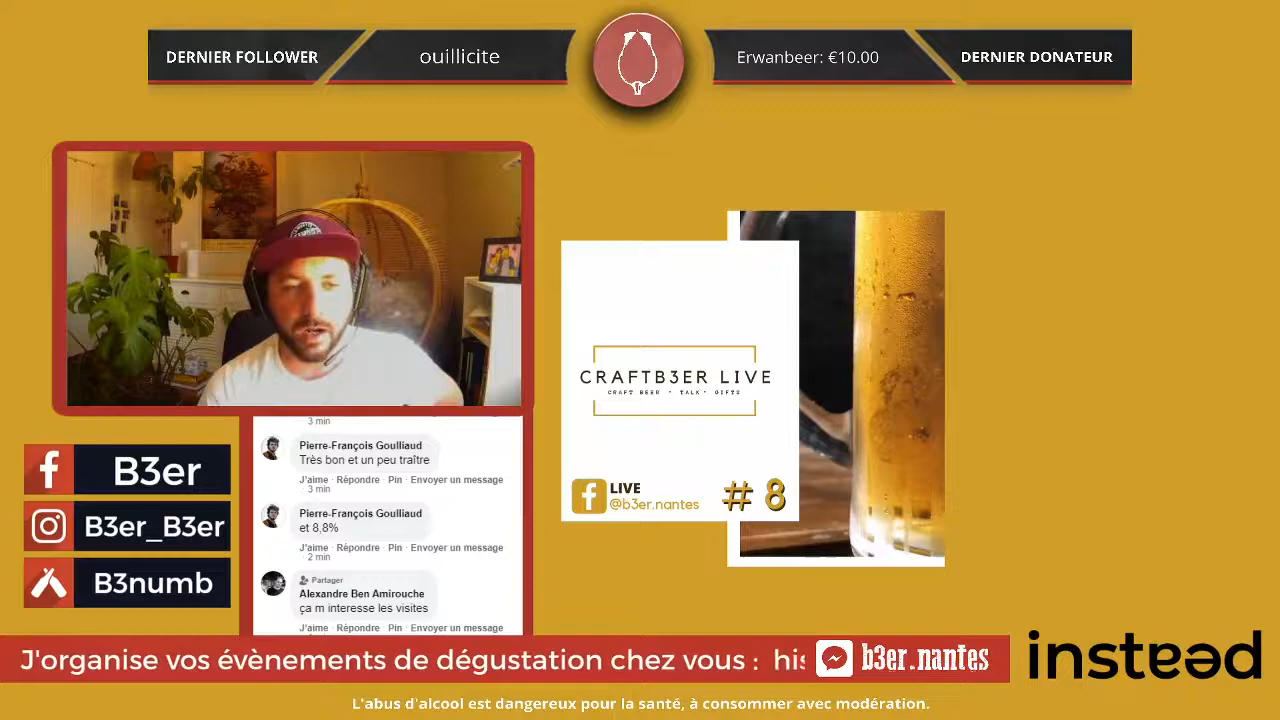 DERNIER FOLLOWER
ouillicite
Erwanbeer: €10.00
DERNIER DONATEUR
3 min
Pierre-François Goulliaud
Très bon et un peu traître
J'aime · Répondre · Pin · Envoyer un message
· 3 min
Pierre-François Goulliaud
et 8,8%
J'aime · Répondre · Pin · Envoyer un message
· 2 min
Partager
Alexandre Ben Amirouche
ça m interesse les visites
J'aime · Répondre · Pin · Envoyer un message
CRAFTB3ER LIVE
CRAFT BEER · TALK · GIFTS
LIVE
@b3er.nantes
# 8
B3er
B3er_B3er
B3numb
J'organise vos évènements de dégustation chez vous : his
b3er.nantes
instead
L'abus d'alcool est dangereux pour la santé, à consommer avec modération.